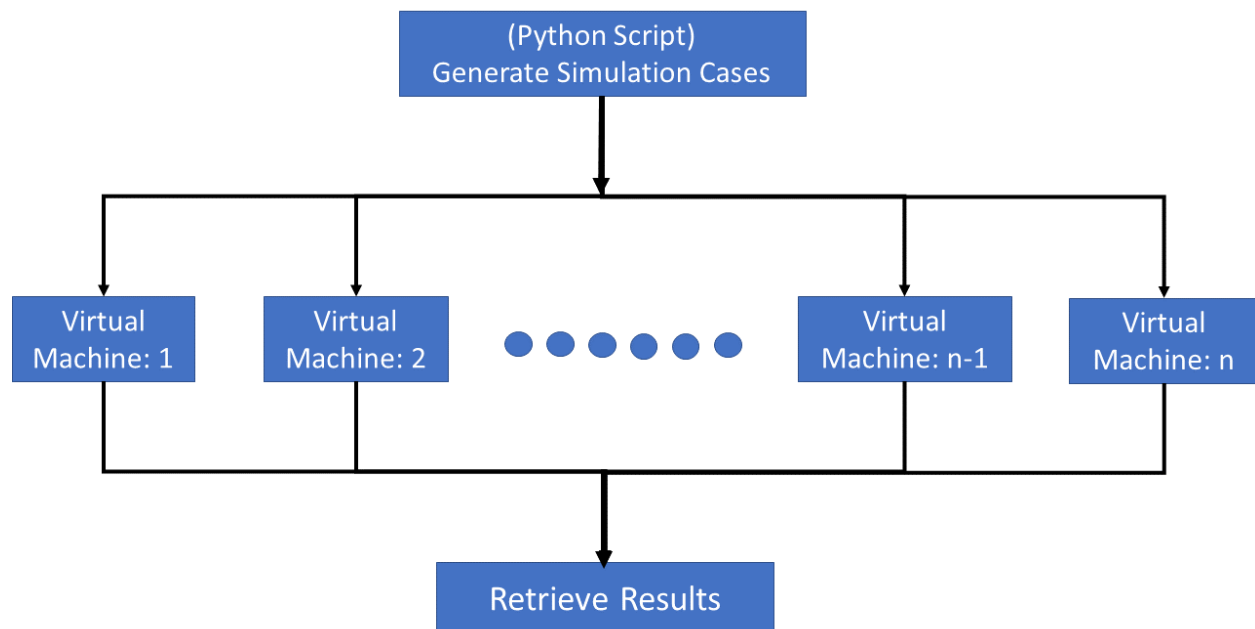 (Python Script)
Generate Simulation Cases
Virtual
Machine: 1
Virtual
Machine: 2
Virtual
Machine: n-1
Virtual
Machine: n
Retrieve Results